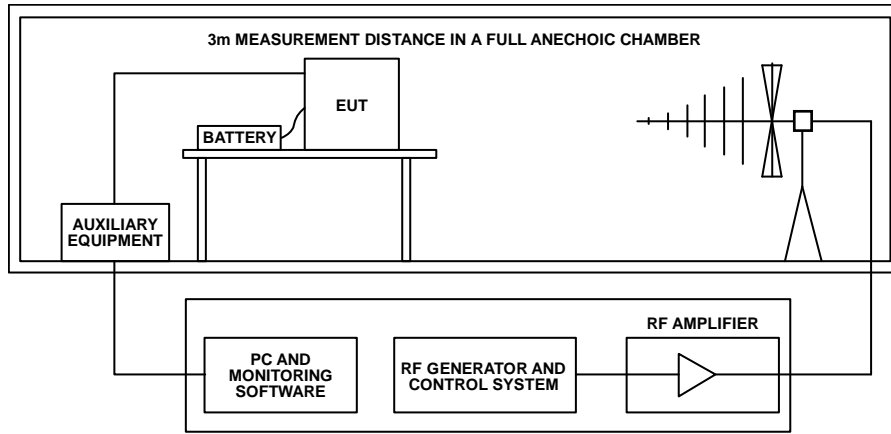 3m MEASUREMENT DISTANCE IN A FULL ANECHOIC CHAMBER
EUT
BATTERY
AUXILIARY
EQUIPMENT
RF AMPLIFIER
PC AND
MONITORING
SOFTWARE
RF GENERATOR AND
CONTROL SYSTEM